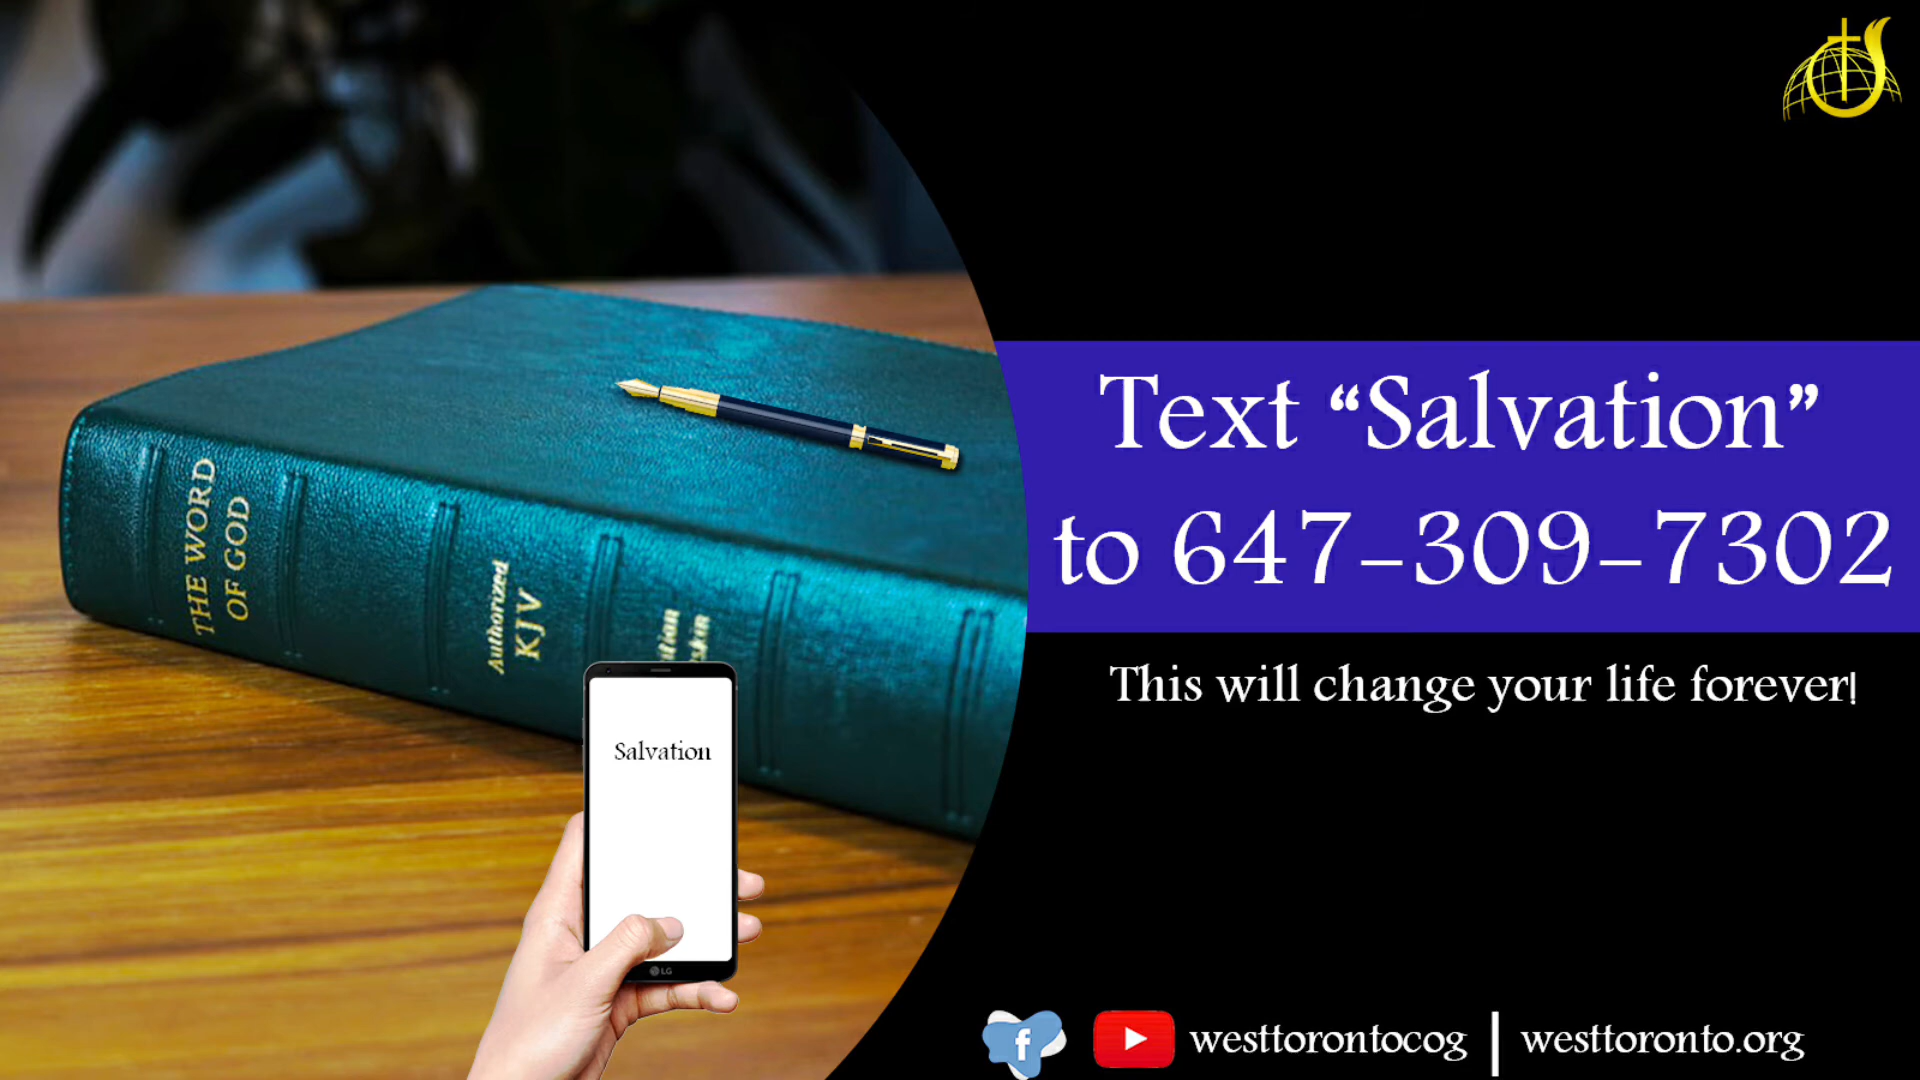 Text “Salvation”
to 647-309-7302
This will change your life forever!
THE WORD
OF GOD
Authorized
KJV
Salvation
LG
westtorontocog | westtoronto.org